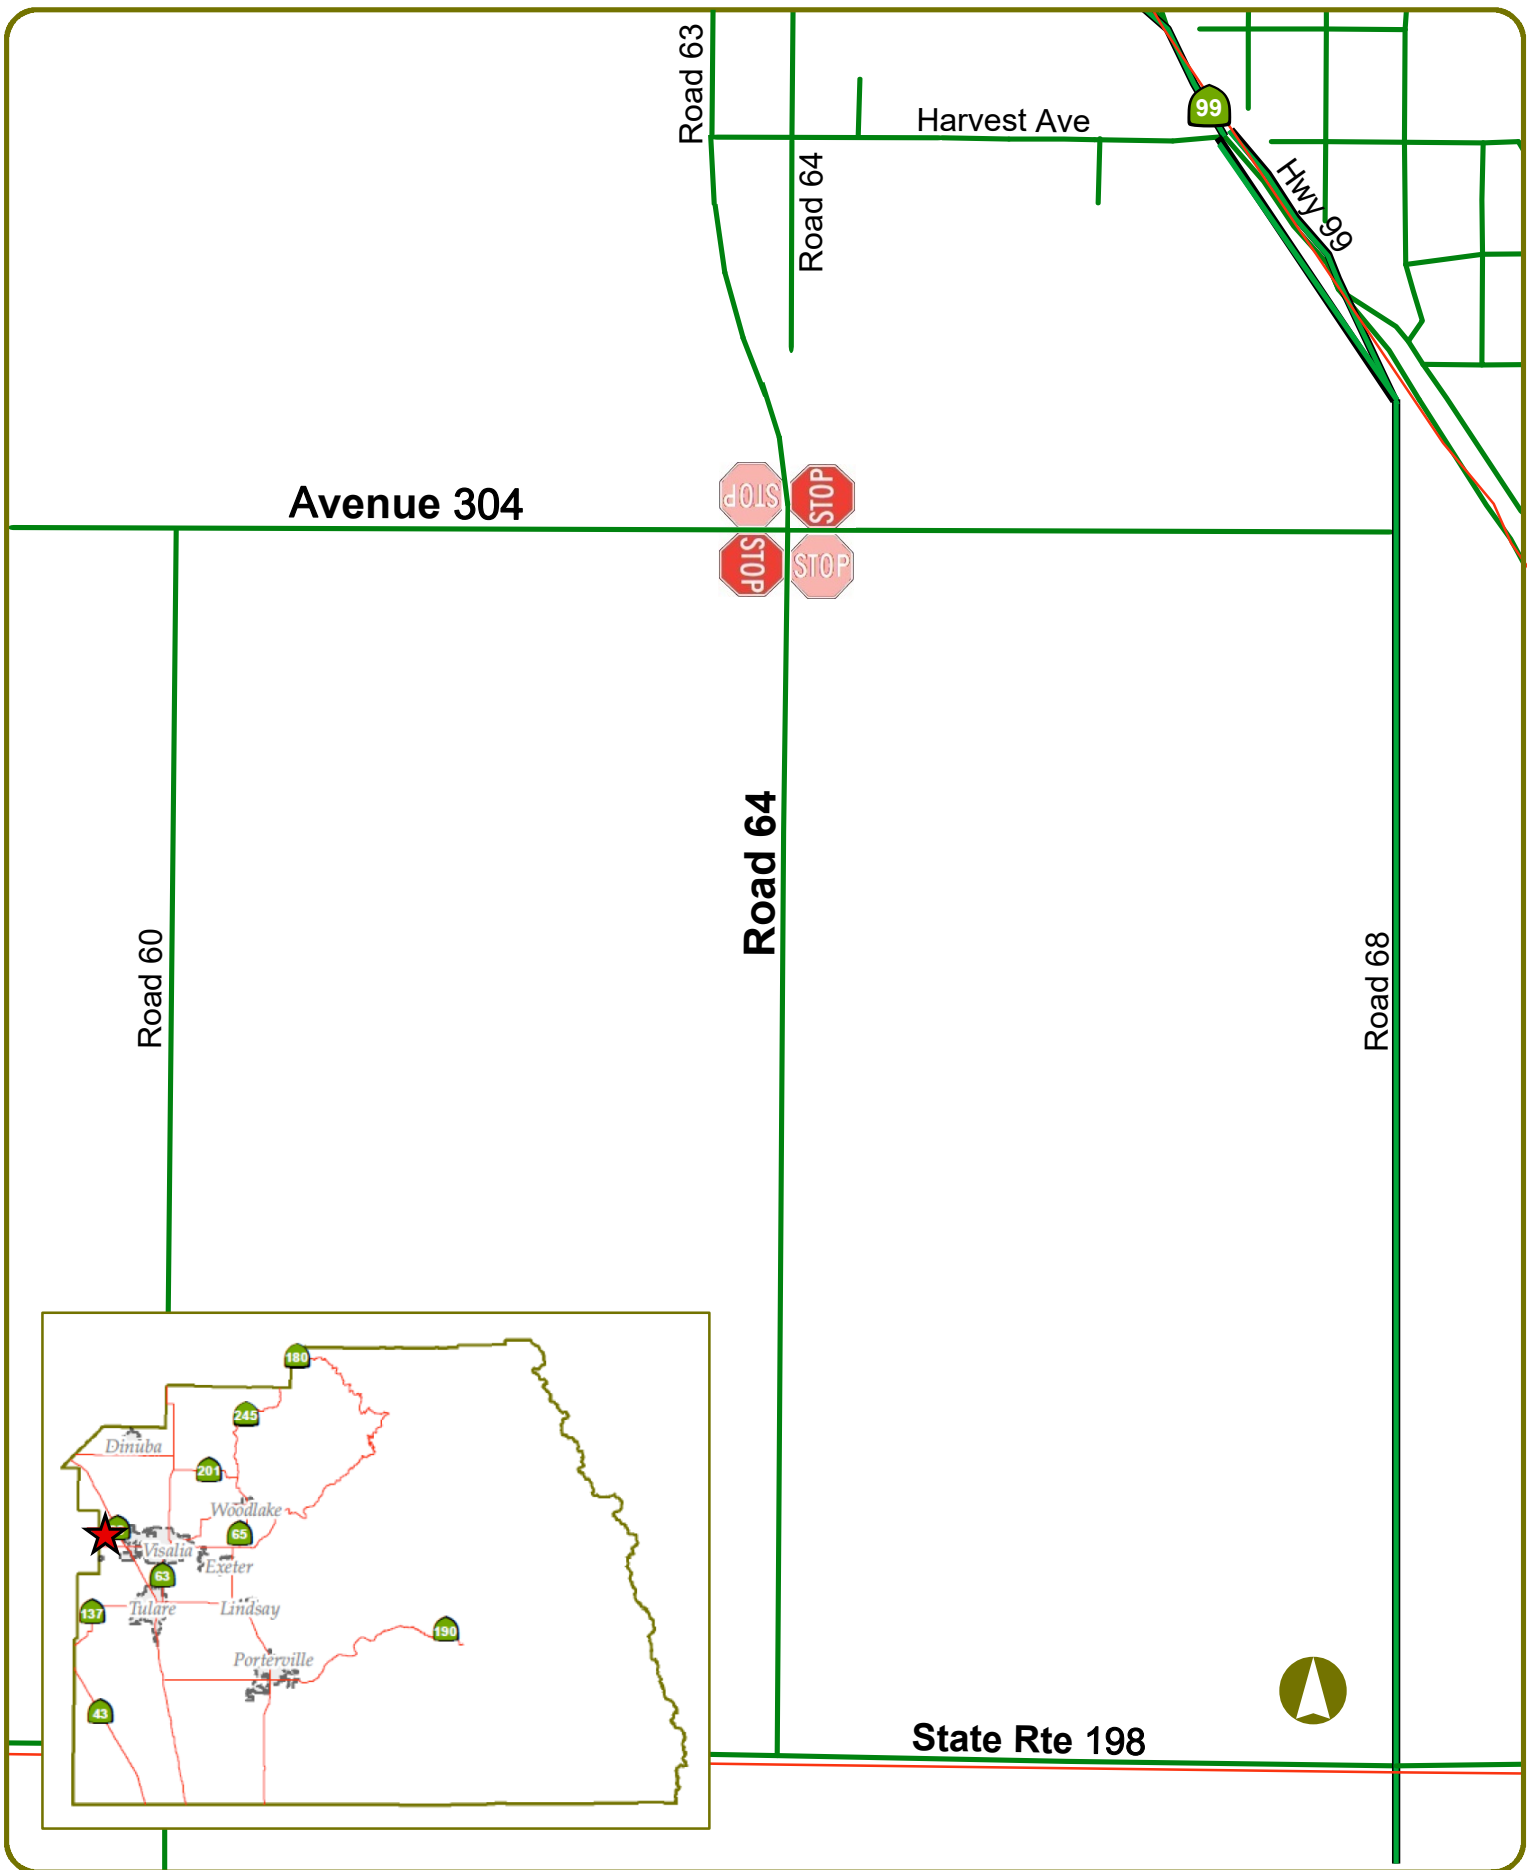 Road 63
Harvest Ave
99
Road 64
Hwy 99
Avenue 304
STOP
STOP
STOP
STOP
Road 64
Road 60
Road 68
180
245
Dinuba
201
Woodlake
65
Visalia
Exeter
63
137
Tulare
Lindsay
190
Porterville
43
State Rte 198